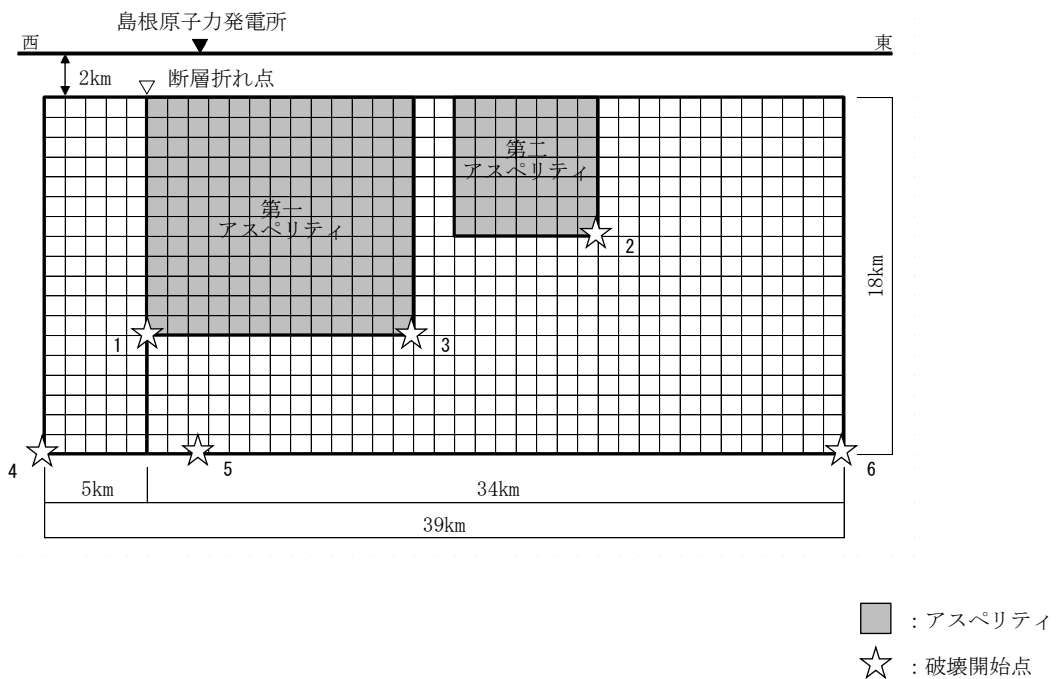 島根原子力発電所
西
東
2km
断層折れ点
第一
アスペリティ
第二
アスペリティ
18km
1
2
3
4
5
6
5km
34km
39km
：アスペリティ
：破壊開始点